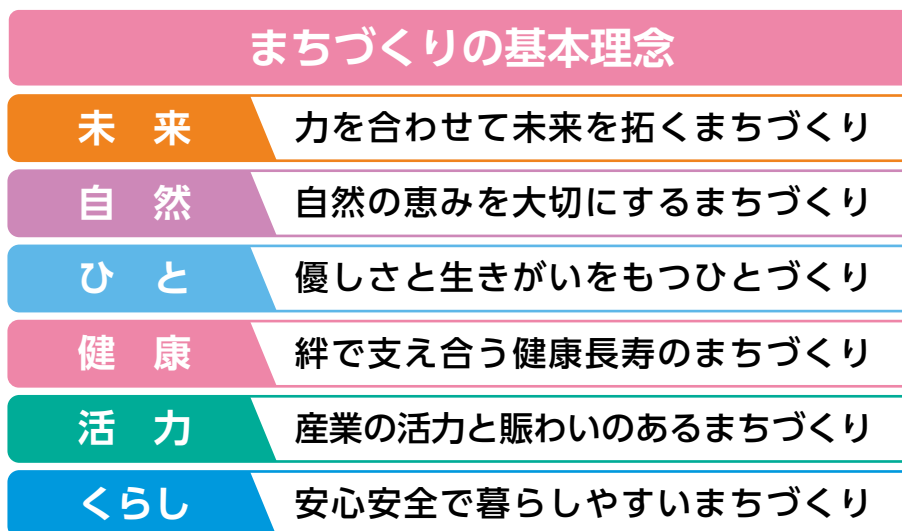 まちづくりの基本理念
未　来　力を合わせて未来を拓くまちづくり
自　然　自然の恵みを大切にするまちづくり
ひ　と　優しさと生きがいをもつひとづくり
健　康　絆で支え合う健康長寿のまちづくり
活　力　産業の活力と賑わいのあるまちづくり
くらし　安心安全で暮らしやすいまちづくり